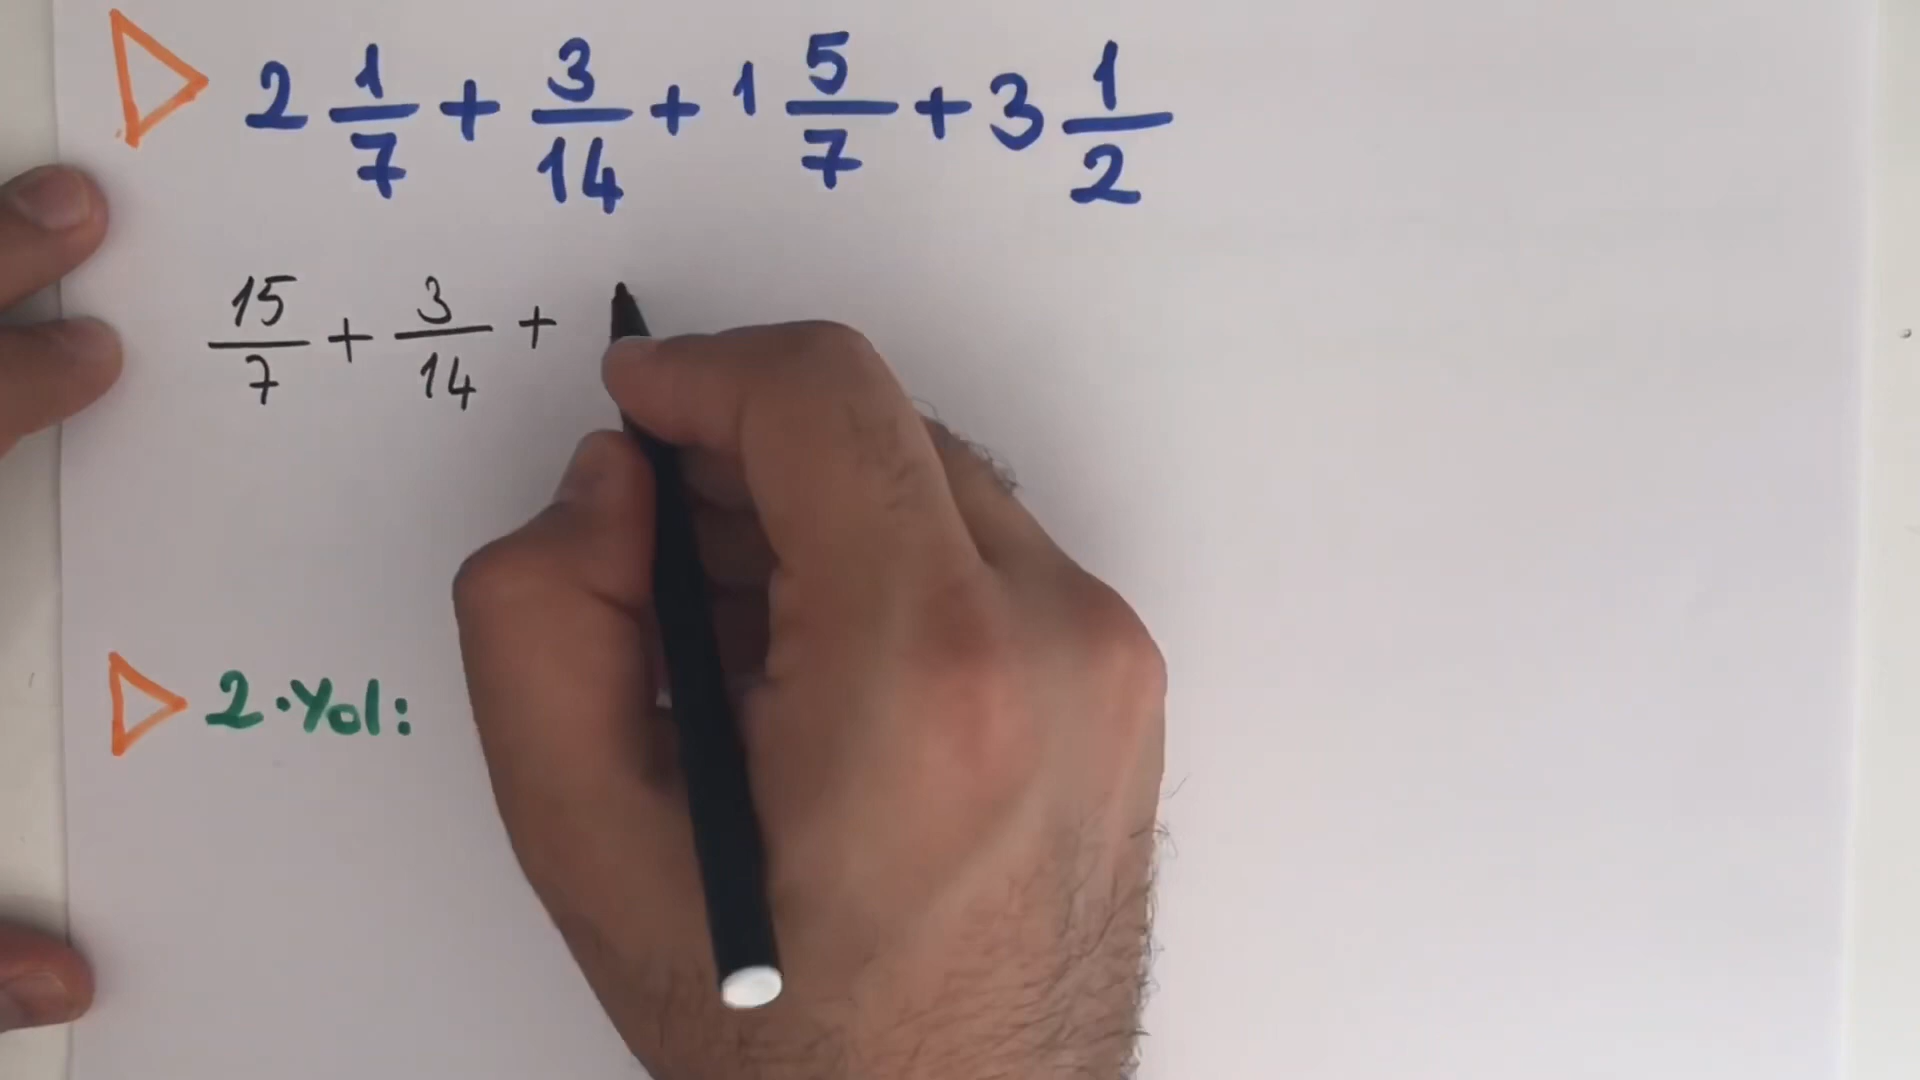 2 1/7 + 3/14 + 1 5/7 + 3 1/2
15/7 + 3/14 +
2.Yol: